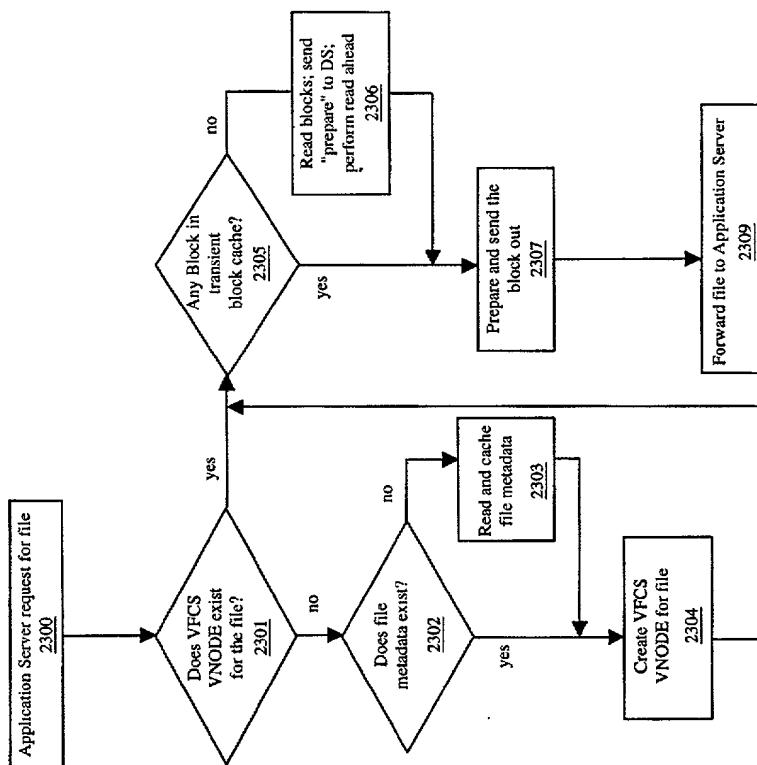 Application Server request for file
2300
Does VFCS
VNODE exist
for the file?
2301
yes
no
Does file
metadata exist?
2302
no
yes
Read and cache
file metadata
2303
Create VFCS
VNODE for file
2304
Any Block in
transient
block cache?
2305
no
yes
Read blocks; send
"prepare" to DS;
perform read ahead
2306
Prepare and send the
block out
2307
Forward file to Application Server
2309